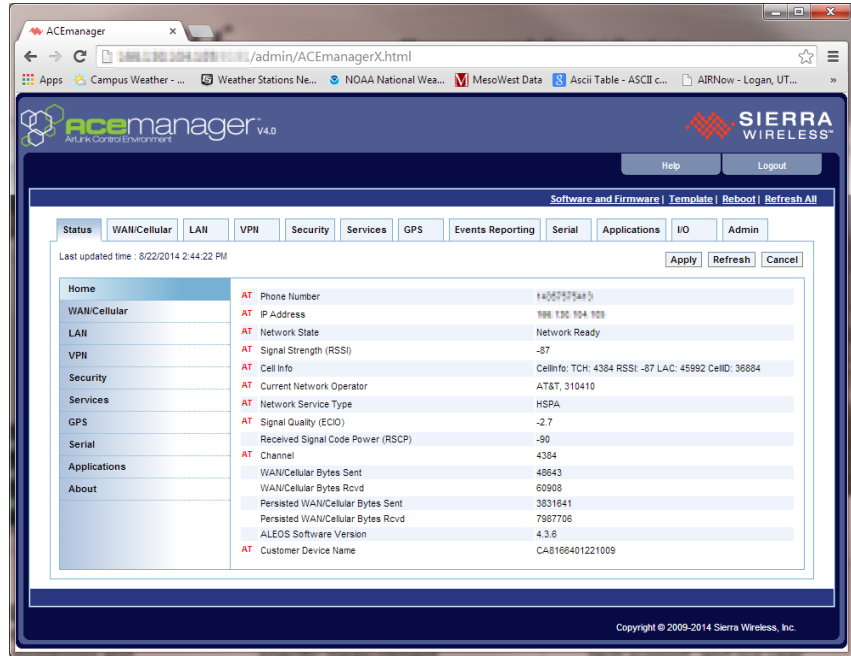 ACEmanager
/admin/ACEmanagerX.html
Apps Campus Weather - ... Weather Stations Ne... NOAA National Wea... MesoWest Data Ascii Table - ASCII c... AIRNow - Logan, UT... »
ACEmanager™ V4.0
AirLink Control Environment
SIERRA
WIRELESS™
Help Logout
Software and Firmware | Template | Reboot | Refresh All
Status WAN/Cellular LAN VPN Security Services GPS Events Reporting Serial Applications I/O Admin
Last updated time : 8/22/2014 2:44:22 PM
Apply Refresh Cancel
Home
WAN/Cellular
LAN
VPN
Security
Services
GPS
Serial
Applications
About
AT Phone Number
AT IP Address
AT Network State Network Ready
AT Signal Strength (RSSI) -87
AT Cell Info CellInfo: TCH: 4384 RSSI: -87 LAC: 45992 CellID: 36884
AT Current Network Operator AT&T, 310410
AT Network Service Type HSPA
AT Signal Quality (ECIO) -2.7
Received Signal Code Power (RSCP) -90
AT Channel 4384
WAN/Cellular Bytes Sent 48643
WAN/Cellular Bytes Rcvd 60908
Persisted WAN/Cellular Bytes Sent 3831641
Persisted WAN/Cellular Bytes Rcvd 7987706
ALEOS Software Version 4.3.6
AT Customer Device Name CA8166401221009
Copyright © 2009-2014 Sierra Wireless, Inc.